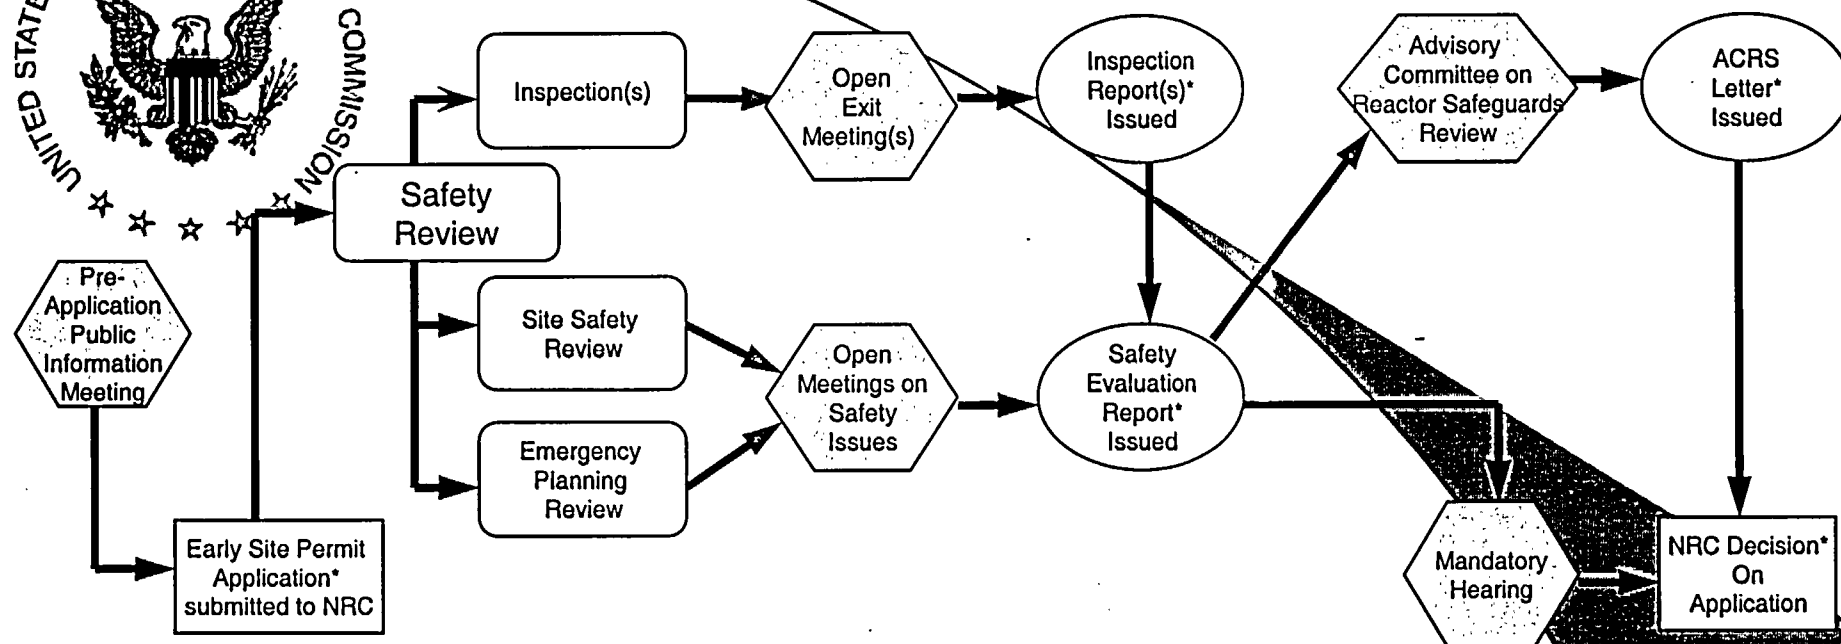 UNITED STATE
COMMISSION
Inspection(s)
Open
Exit
Meeting(s)
Inspection
Report(s)*
Issued
Advisory
Committee on
Reactor Safeguards
Review
ACRS
Letter*
Issued
Safety
Review
Pre-
Application
Public
Information
Meeting
Site Safety
Review
Open
Meetings on
Safety
Issues
Safety
Evaluation
Report*
Issued
Emergency
Planning
Review
Early Site Permit
Application*
submitted to NRC
Mandatory
Hearing
NRC Decision*
On
Application